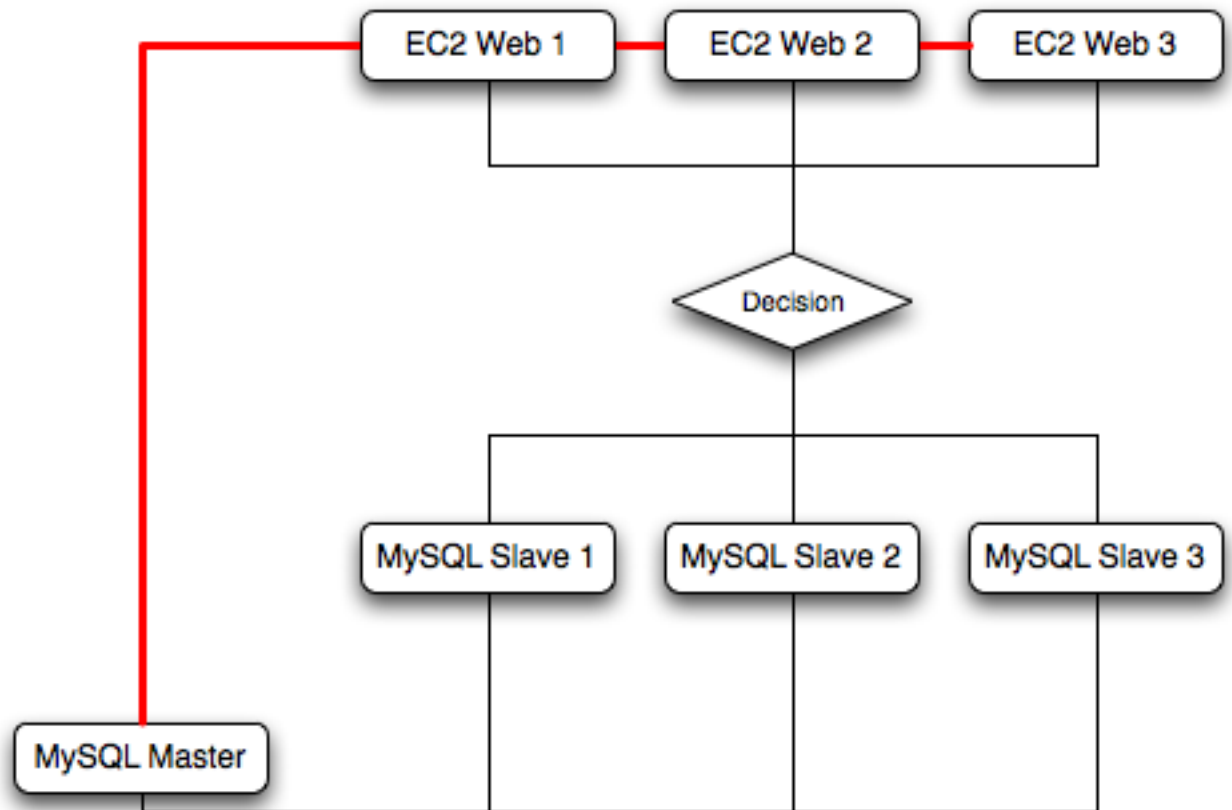 EC2 Web 1
EC2 Web 2
EC2 Web 3
Decision
MySQL Slave 1
MySQL Slave 2
MySQL Slave 3
MySQL Master